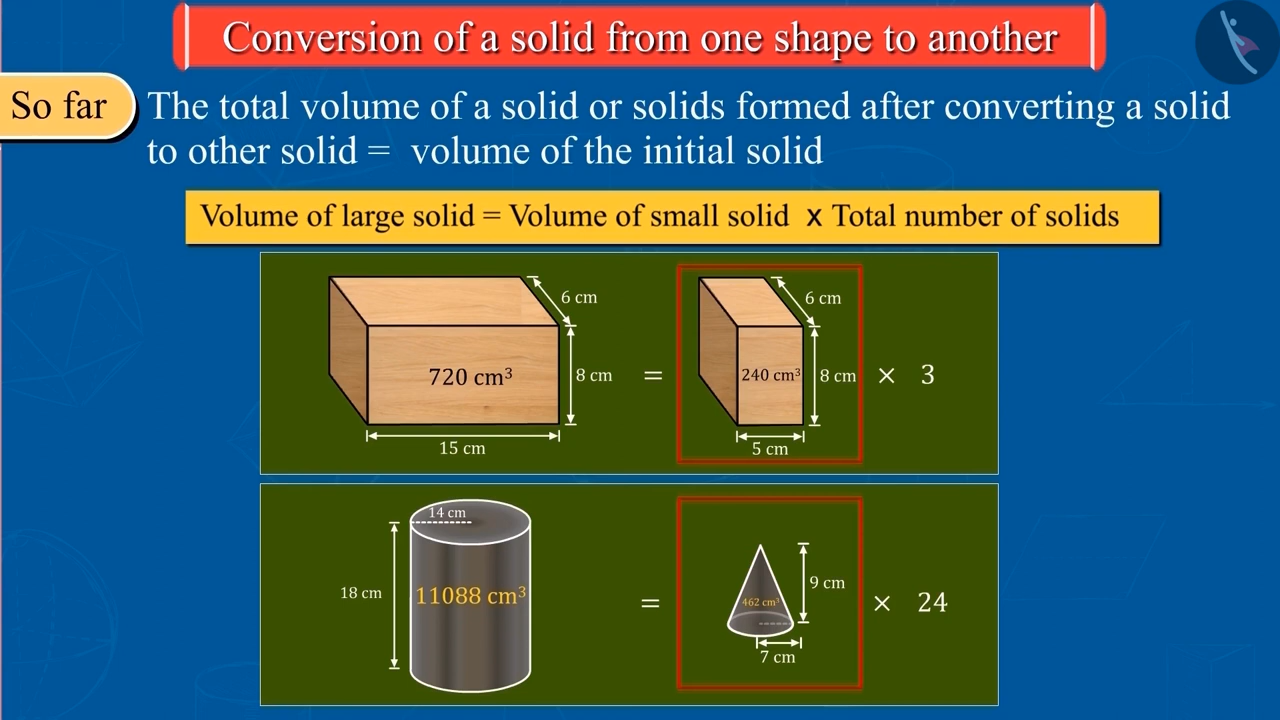 Conversion of a solid from one shape to another
So far
The total volume of a solid or solids formed after converting a solid
to other solid = volume of the initial solid
Volume of large solid = Volume of small solid x Total number of solids
6 cm
720 cm³
8 cm
15 cm
=
6 cm
240 cm³
8 cm
5 cm
× 3
14 cm
18 cm
11088 cm³
=
462 cm³
9 cm
7 cm
× 24